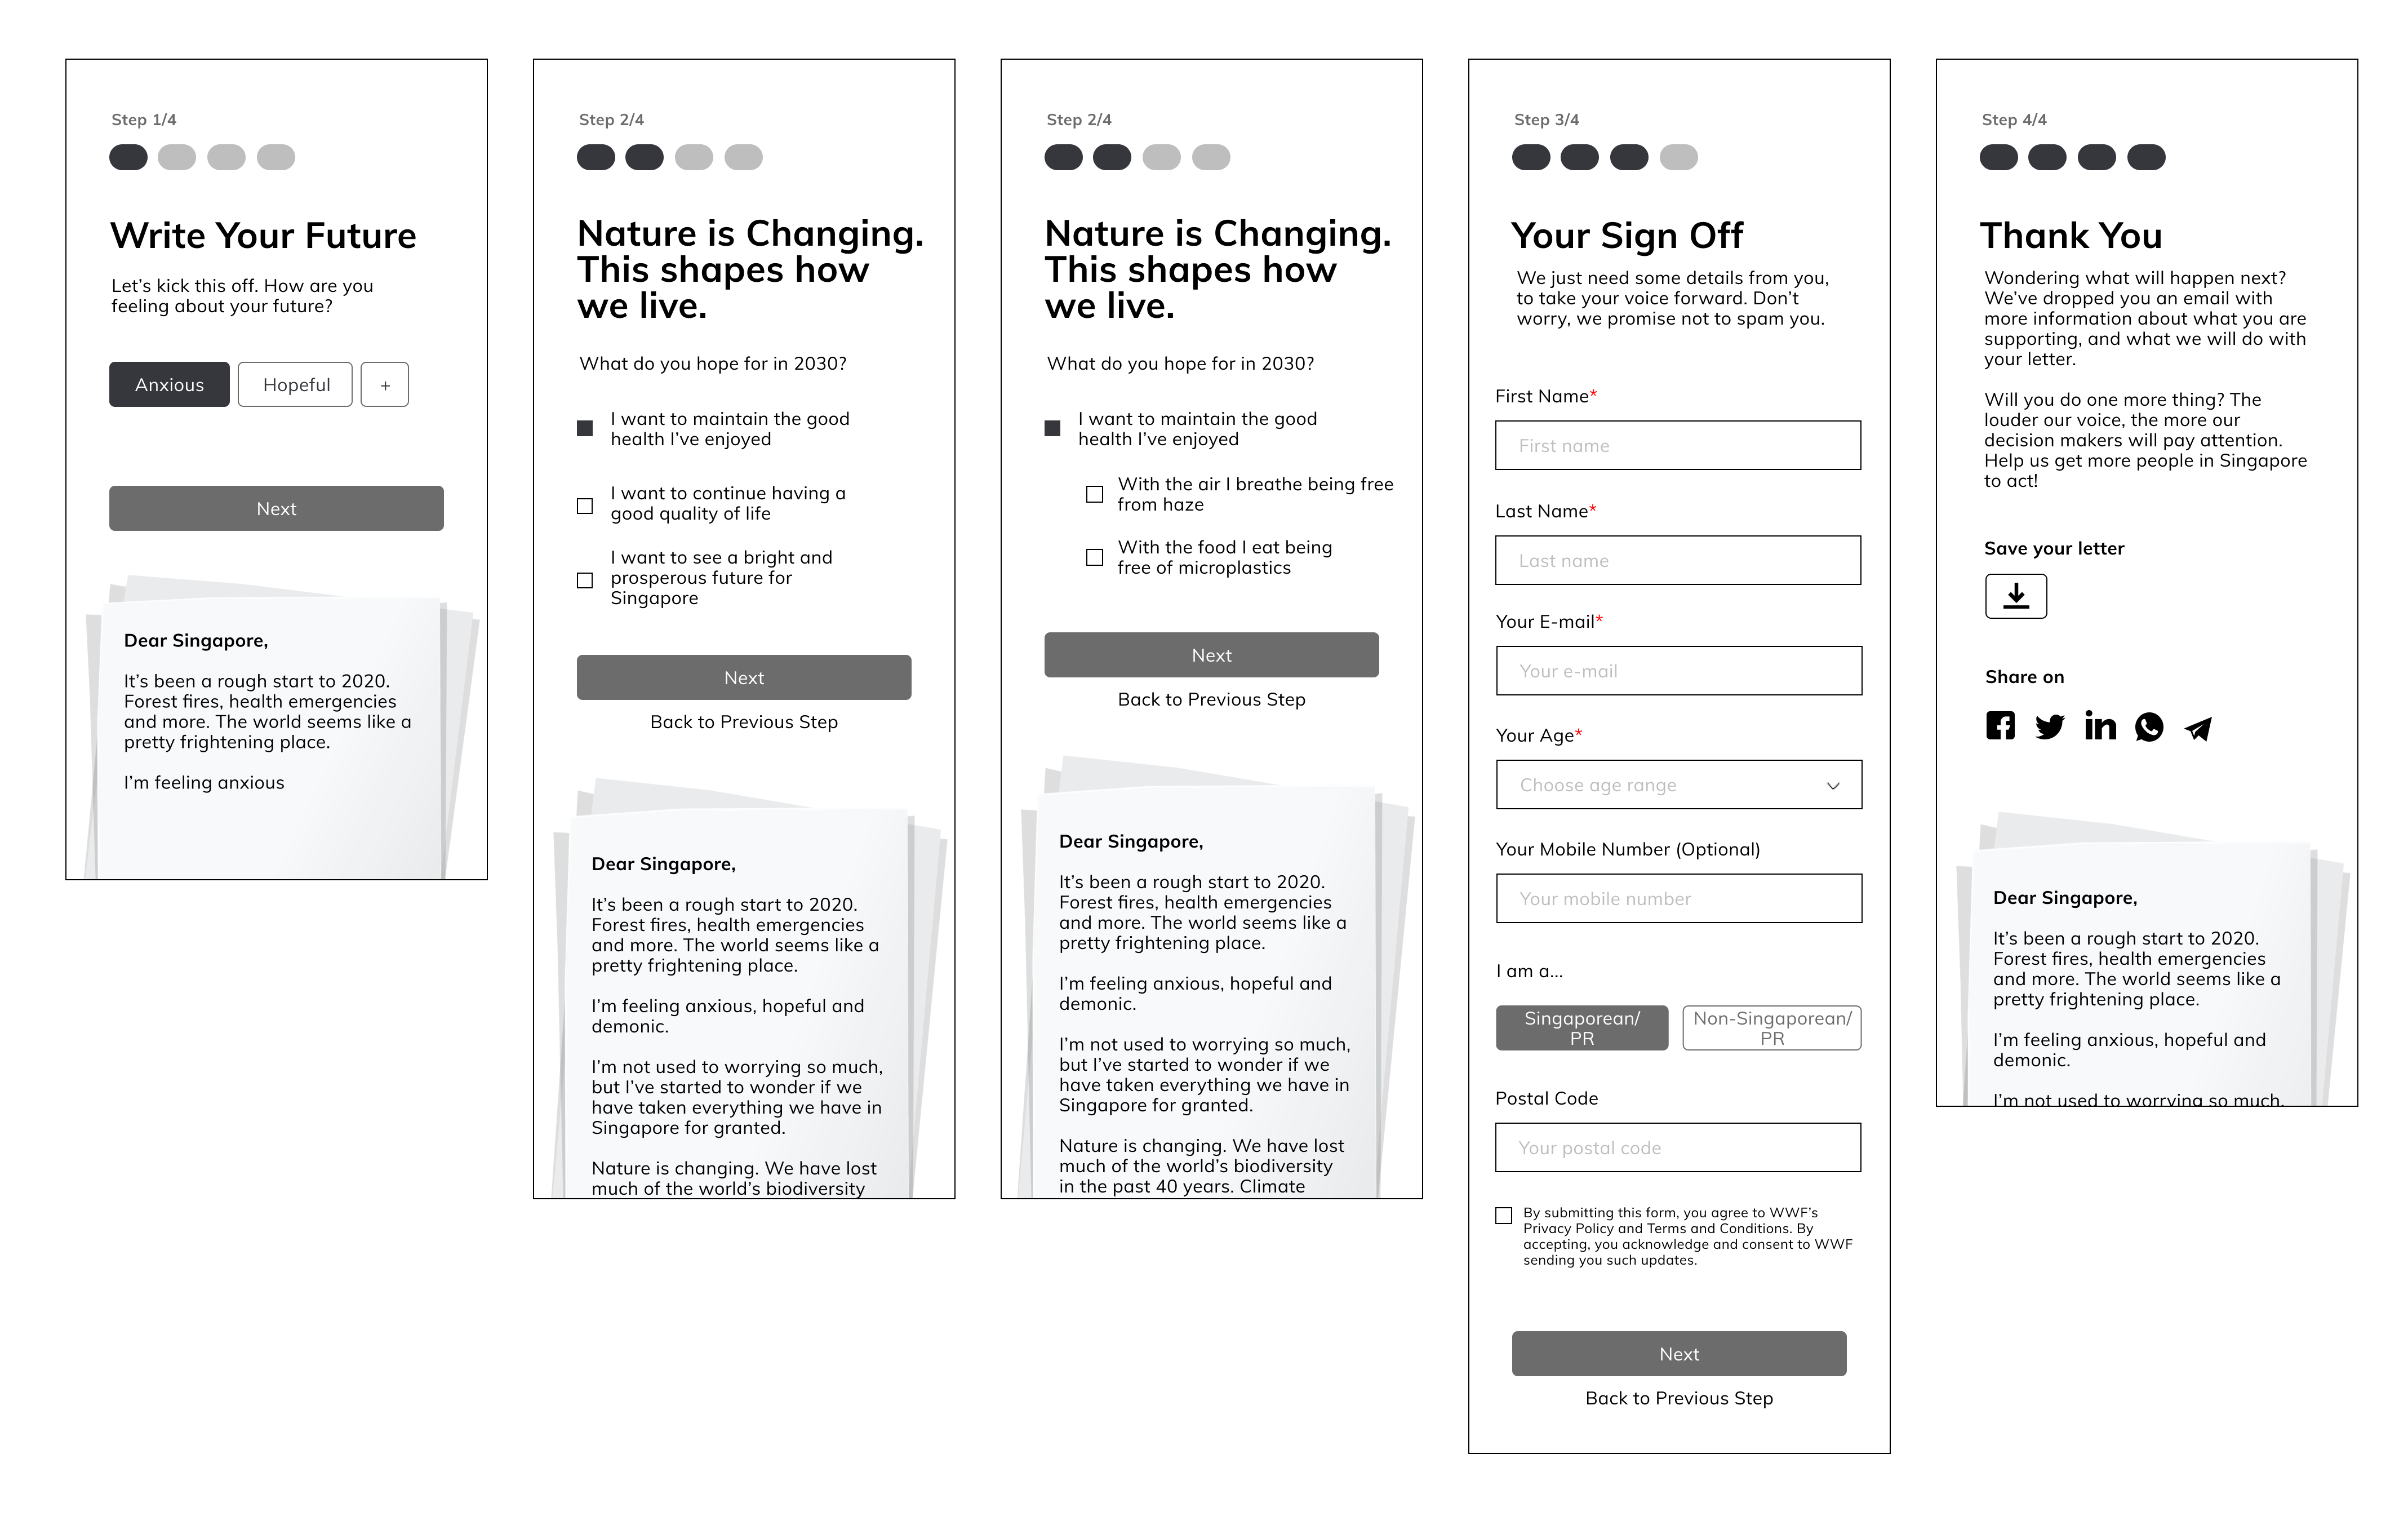 Step 1/4
Write Your Future
Let's kick this off. How are you
feeling about your future?
Anxious
Hopeful
+
Next
Dear Singapore,
It's been a rough start to 2020.
Forest fires, health emergencies
and more. The world seems like a
pretty frightening place.
I'm feeling anxious
Step 2/4
Nature is Changing.
This shapes how
we live.
What do you hope for in 2030?
I want to maintain the good
health I've enjoyed
I want to continue having a
good quality of life
I want to see a bright and
prosperous future for
Singapore
Next
Back to Previous Step
Dear Singapore,
It's been a rough start to 2020.
Forest fires, health emergencies
and more. The world seems like a
pretty frightening place.
I'm feeling anxious, hopeful and
demonic.
I'm not used to worrying so much,
but I've started to wonder if we
have taken everything we have in
Singapore for granted.
Nature is changing. We have lost
much of the world's biodiversity
Step 2/4
Nature is Changing.
This shapes how
we live.
What do you hope for in 2030?
I want to maintain the good
health I've enjoyed
With the air I breathe being free
from haze
With the food I eat being
free of microplastics
Next
Back to Previous Step
Dear Singapore,
It's been a rough start to 2020.
Forest fires, health emergencies
and more. The world seems like a
pretty frightening place.
I'm feeling anxious, hopeful and
demonic.
I'm not used to worrying so much,
but I've started to wonder if we
have taken everything we have in
Singapore for granted.
Nature is changing. We have lost
much of the world's biodiversity
in the past 40 years. Climate
Step 3/4
Your Sign Off
We just need some details from you,
to take your voice forward. Don't
worry, we promise not to spam you.
First Name*
First name
Last Name*
Last name
Your E-mail*
Your e-mail
Your Age*
Choose age range
Your Mobile Number (Optional)
Your mobile number
I am a...
Singaporean/
PR
Non-Singaporean/
PR
Postal Code
Your postal code
By submitting this form, you agree to WWF's
Privacy Policy and Terms and Conditions. By
accepting, you acknowledge and consent to WWF
sending you such updates.
Next
Back to Previous Step
Step 4/4
Thank You
Wondering what will happen next?
We've dropped you an email with
more information about what you are
supporting, and what we will do with
your letter.
Will you do one more thing? The
louder our voice, the more our
decision makers will pay attention.
Help us get more people in Singapore
to act!
Save your letter
Share on
Dear Singapore,
It's been a rough start to 2020.
Forest fires, health emergencies
and more. The world seems like a
pretty frightening place.
I'm feeling anxious, hopeful and
demonic.
I'm not used to worrying so much,